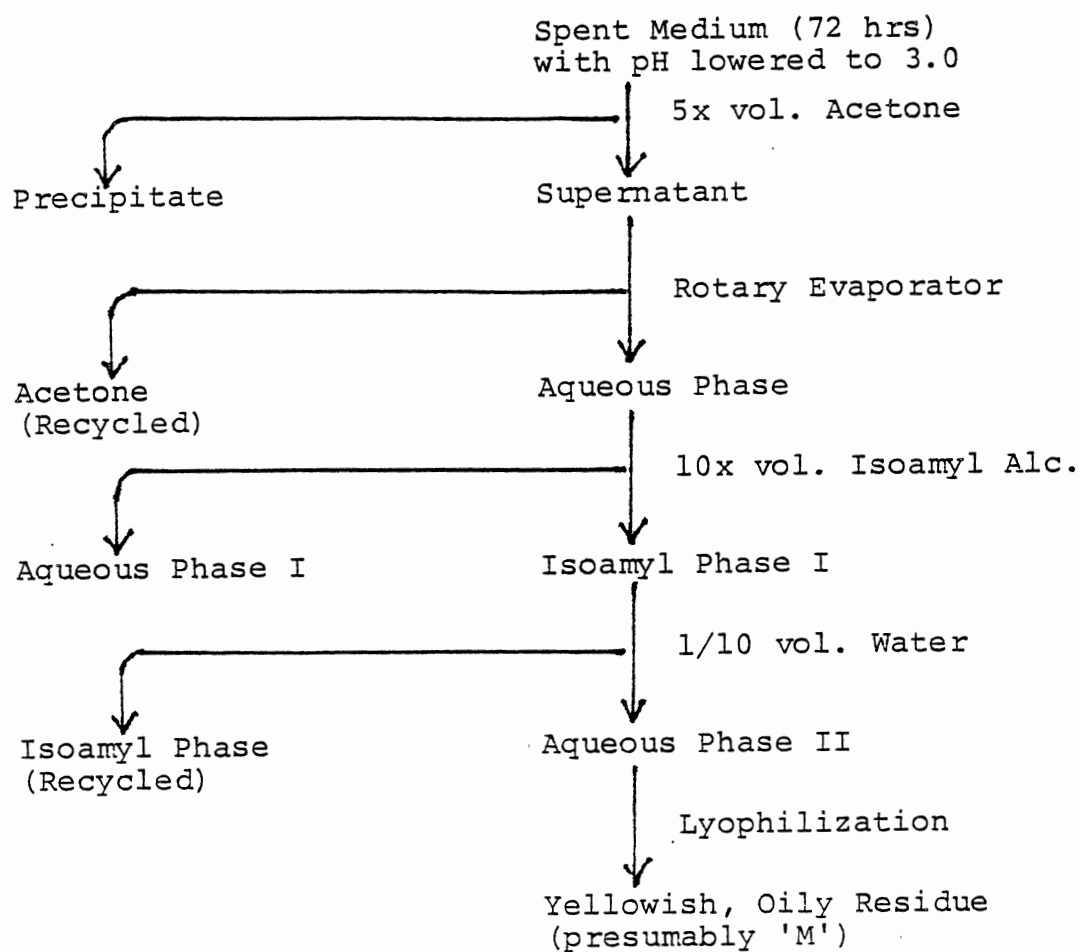 Spent Medium (72 hrs)
with pH lowered to 3.0
5x vol. Acetone
Precipitate
Supernatant
Rotary Evaporator
Acetone
(Recycled)
Aqueous Phase
10x vol. Isoamyl Alc.
Aqueous Phase I
Isoamyl Phase I
1/10 vol. Water
Isoamyl Phase
(Recycled)
Aqueous Phase II
Lyophilization
Yellowish, Oily Residue
(presumably 'M')